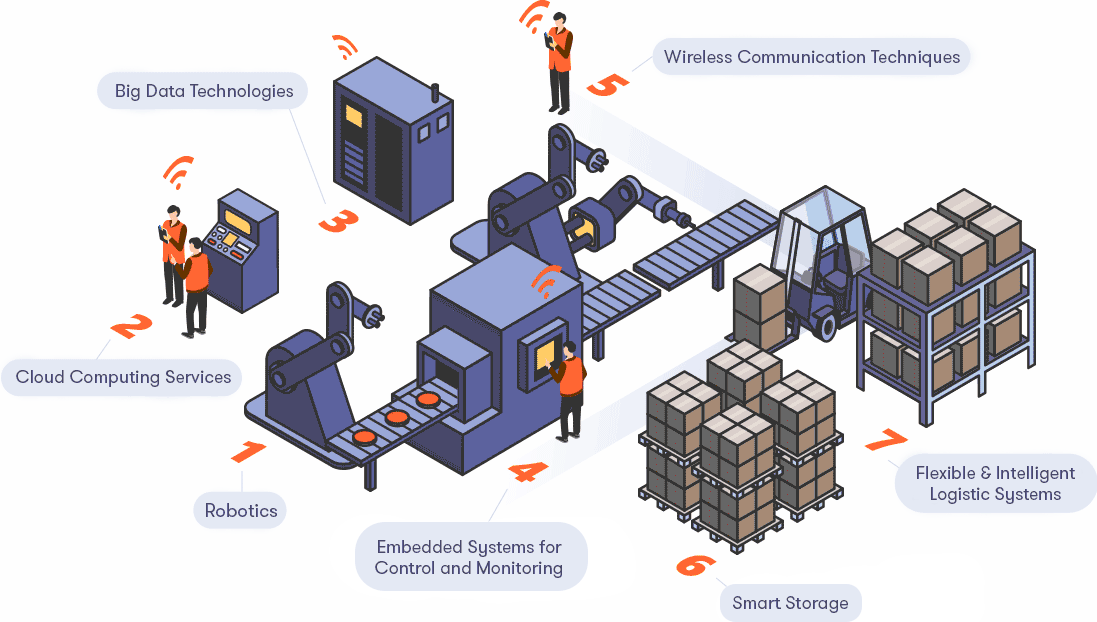 5
Wireless Communication Techniques
Big Data Technologies
3
2
Cloud Computing Services
1
Robotics
4
Embedded Systems for
Control and Monitoring
7
Flexible & Intelligent
Logistic Systems
6
Smart Storage